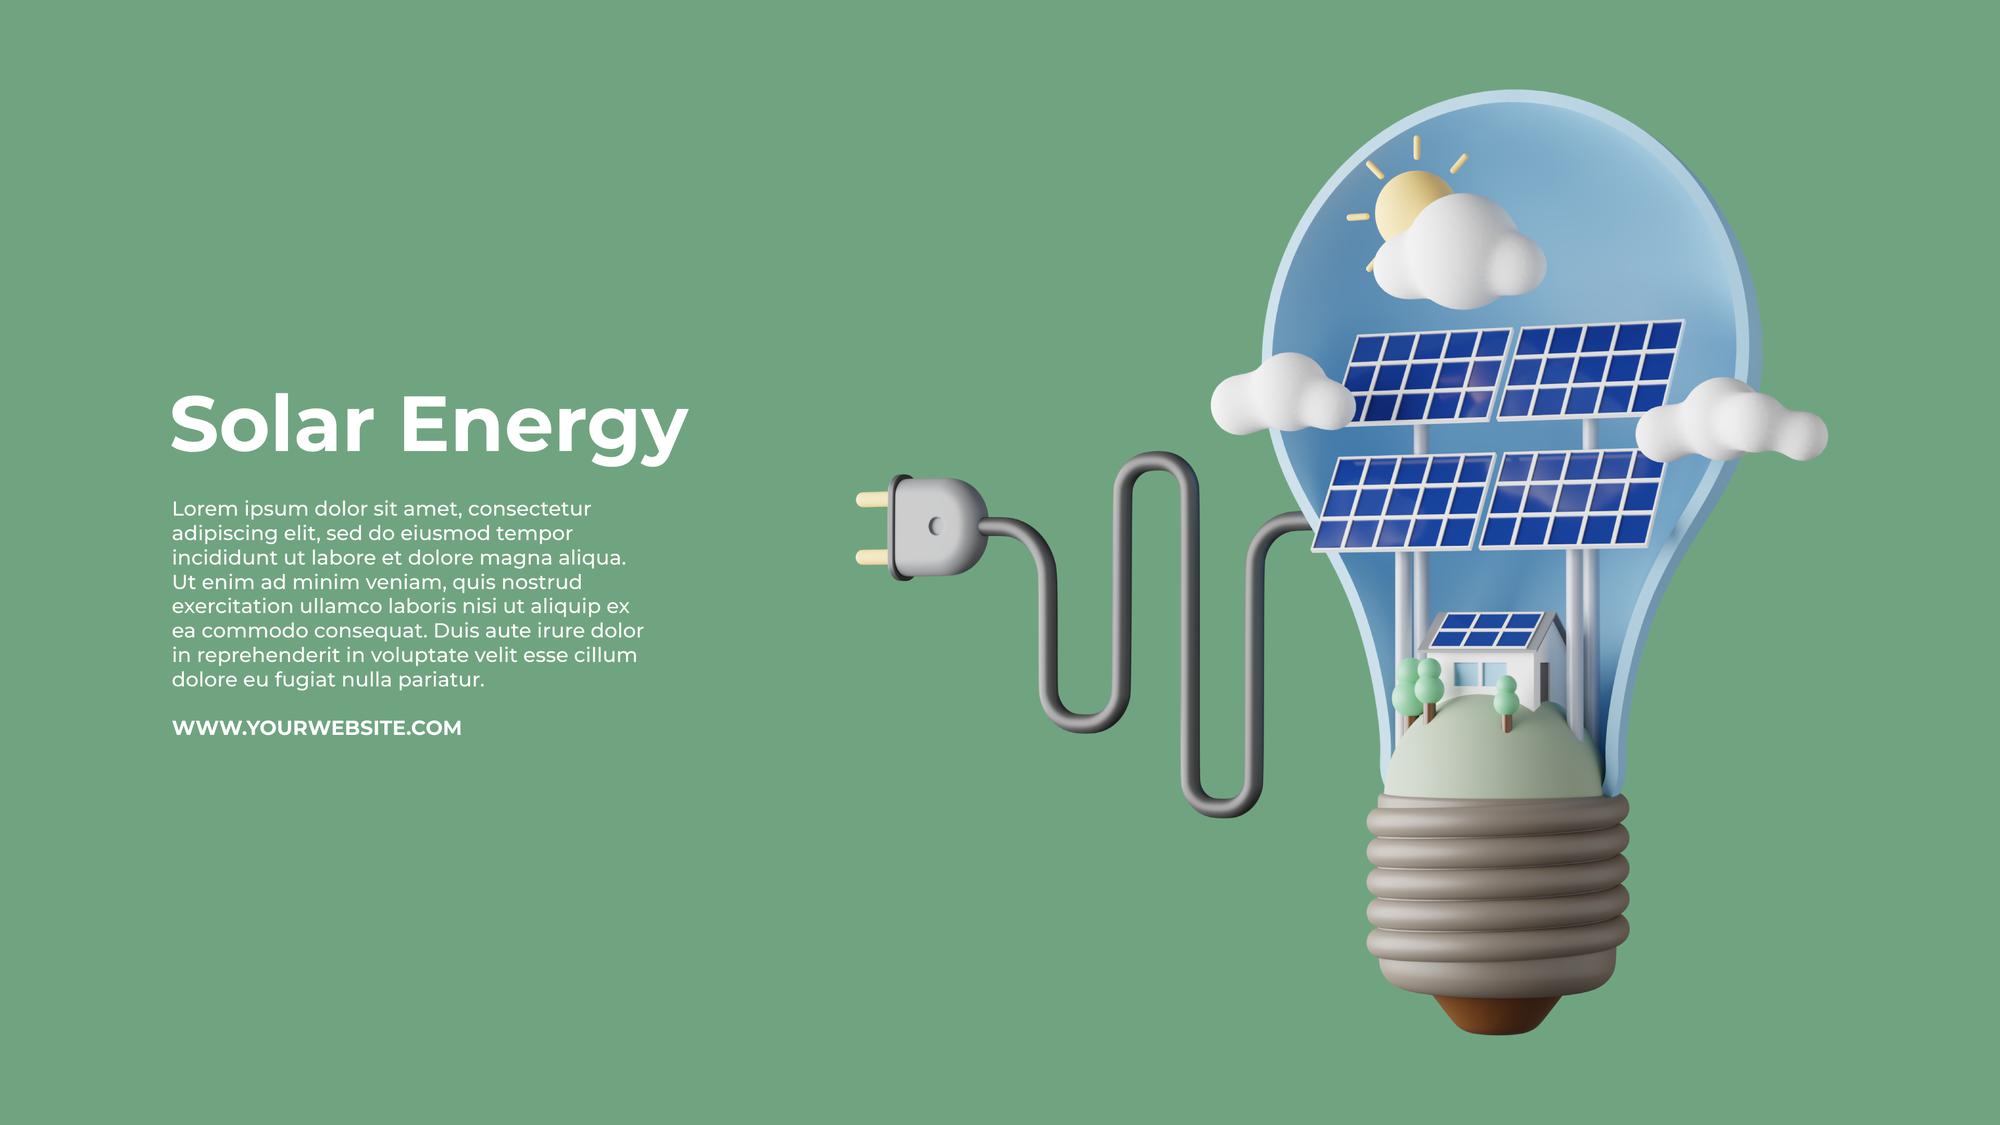 Solar Energy
Lorem ipsum dolor sit amet, consectetur
adipiscing elit, sed do eiusmod tempor
incididunt ut labore et dolore magna aliqua.
Ut enim ad minim veniam, quis nostrud
exercitation ullamco laboris nisi ut aliquip ex
ea commodo consequat. Duis aute irure dolor
in reprehenderit in voluptate velit esse cillum
dolore eu fugiat nulla pariatur.
WWW.YOURWEBSITE.COM